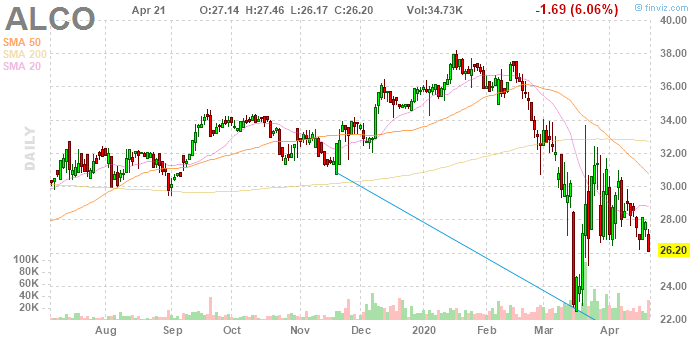 ALCO Apr 21 O:27.14 H:27.46 L:26.17 C:26.20 Vol:34.73K -1.69 (6.06%)
© finviz.com
SMA 50
SMA 200
SMA 20
DAILY
40.00
38.00
36.00
34.00
32.00
30.00
28.00
26.20
24.00
22.00
100K
80K
60K
40K
20K
Aug Sep Oct Nov Dec 2020 Feb Mar Apr